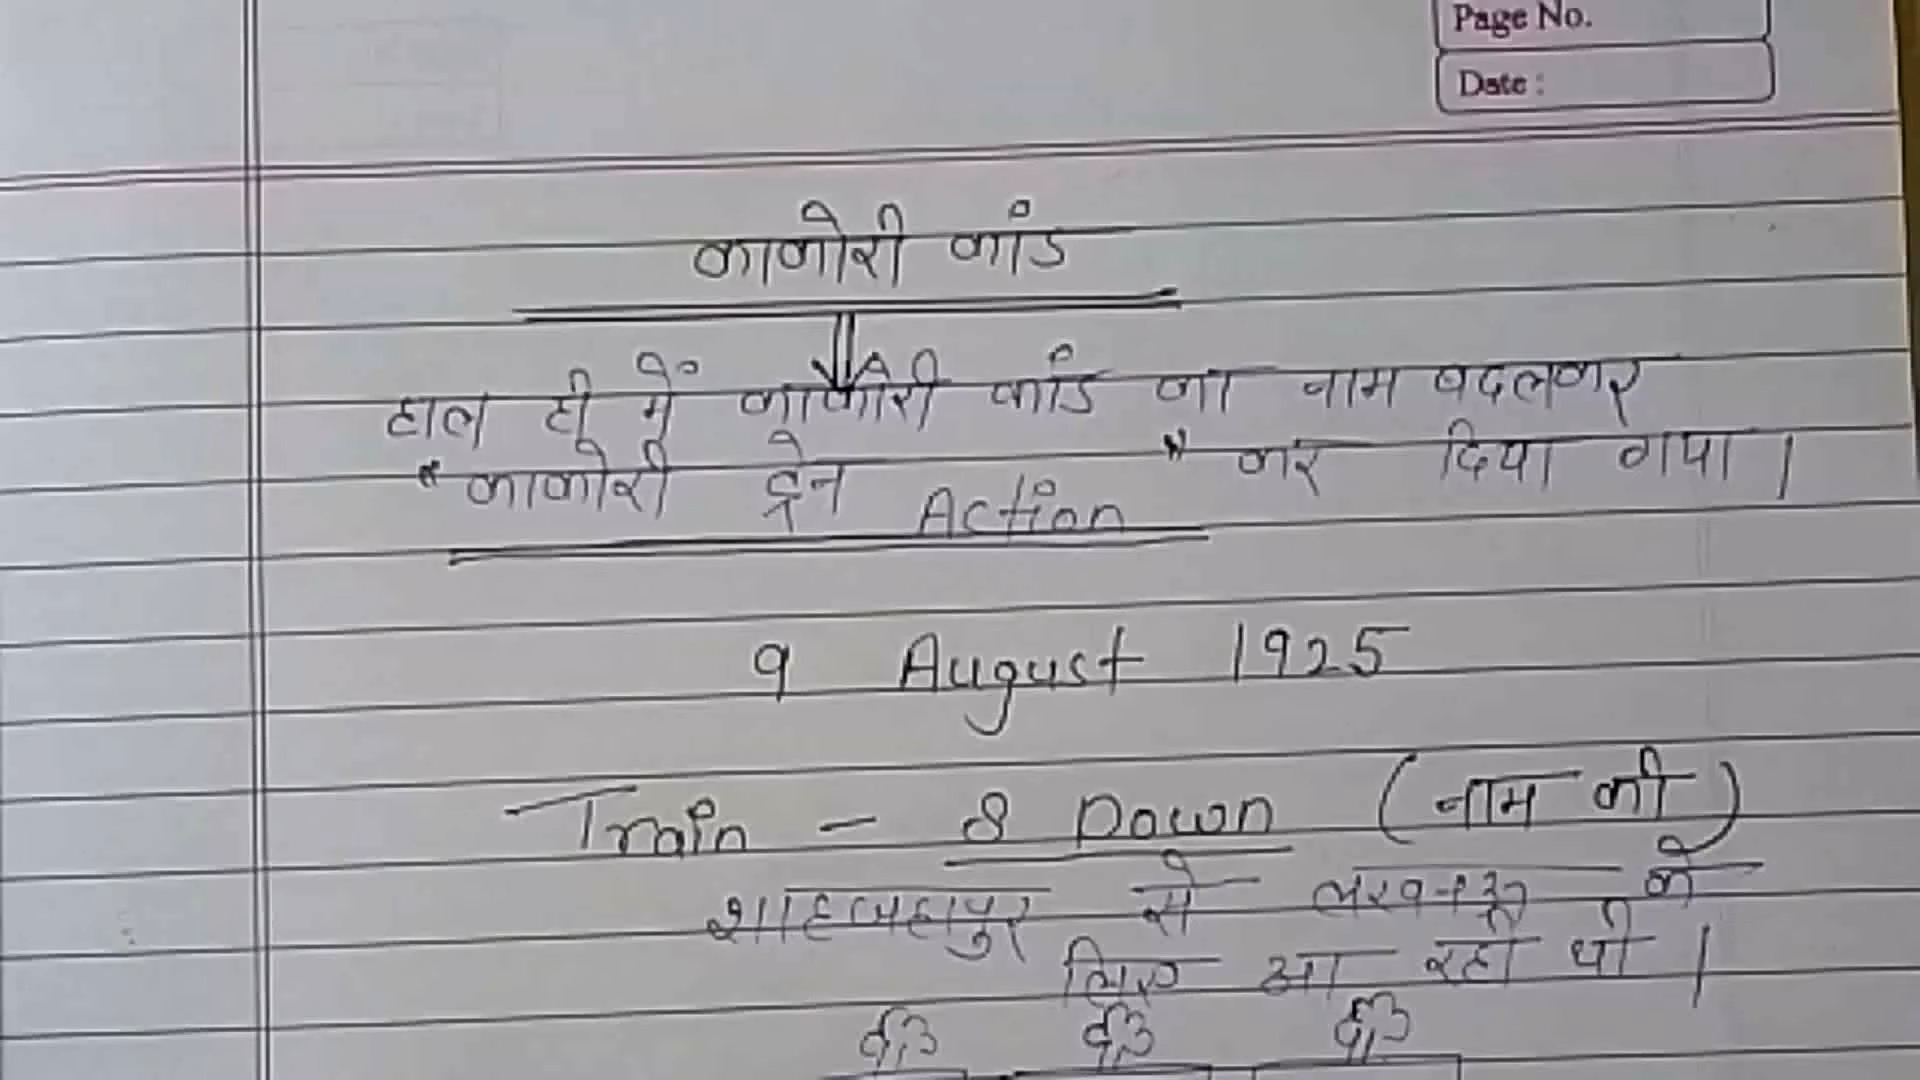 Page No.
Date :
काकोरी कांड
हाल ही में काकोरी कांड का नाम बदलकर
"काकोरी ट्रेन Action" कर दिया गया।
9 August 1925
Train - 8 Down (नाम की)
शाहजहापुर से लखनऊ के
लिए आ रही थी।